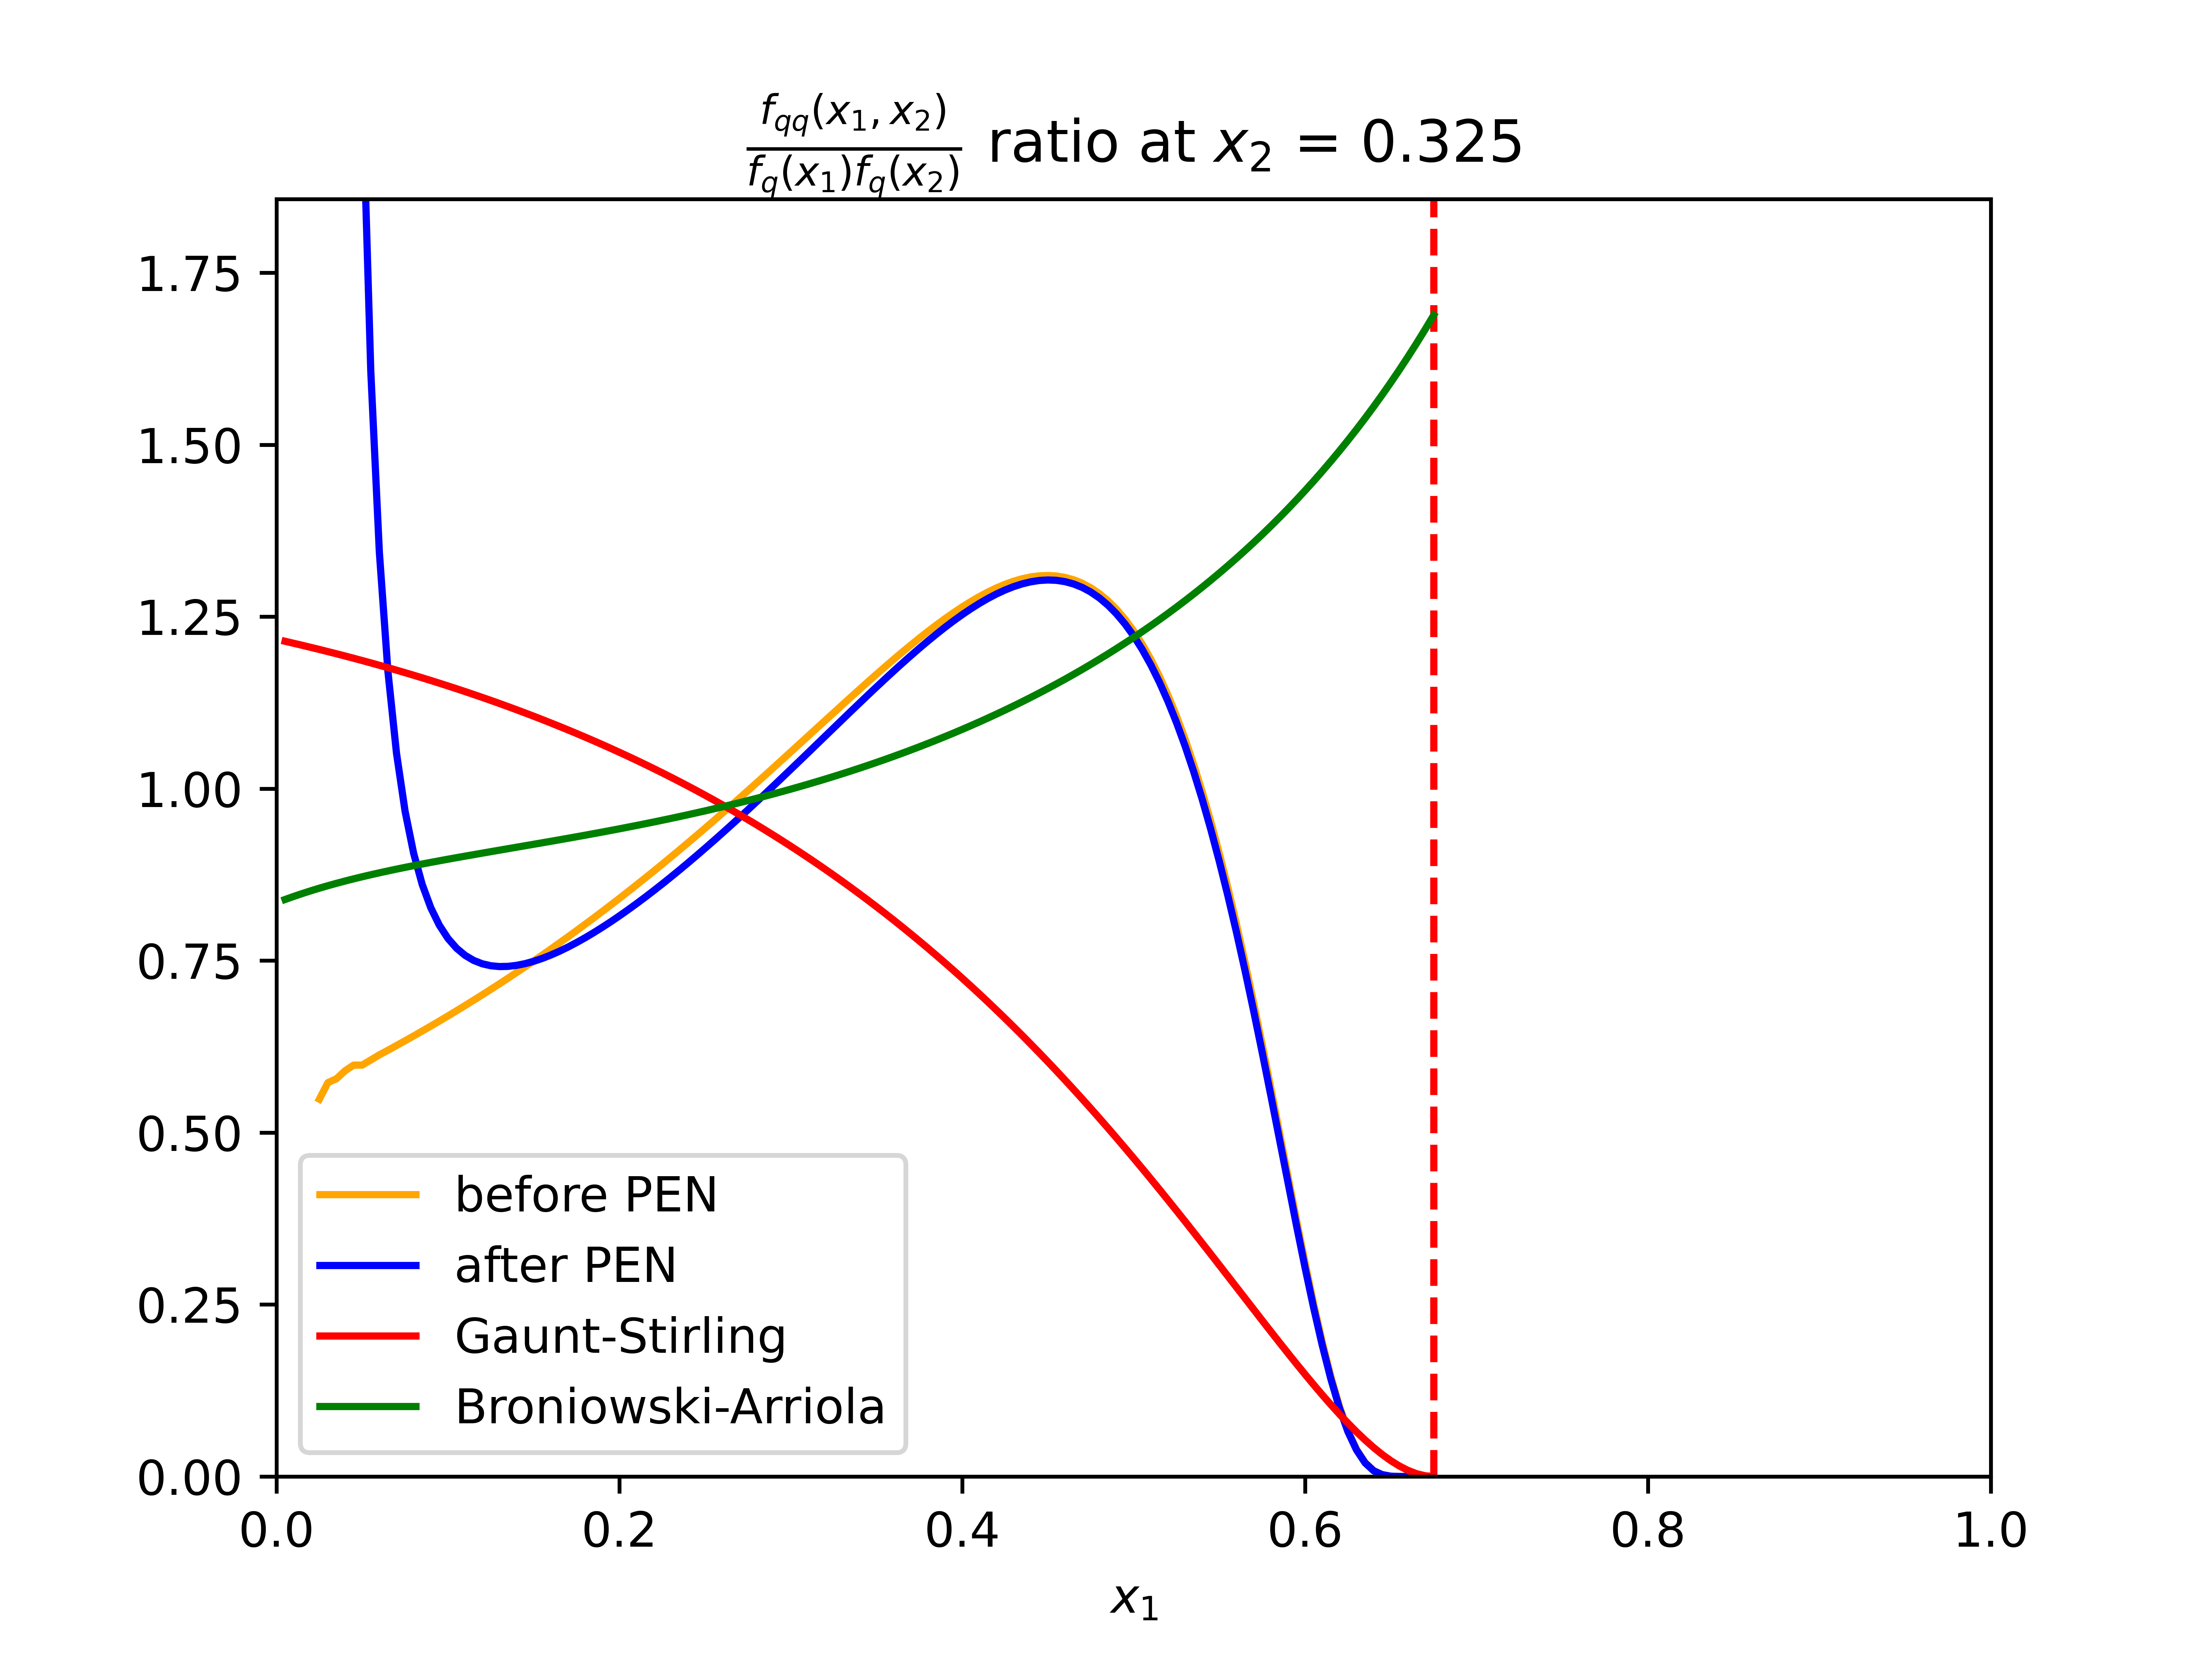 f_{qq}(x_1, x_2)
f_q(x_1)f_q(x_2)
ratio at x_2 = 0.325
1.75
1.50
1.25
1.00
0.75
0.50
0.25
0.00
before PEN
after PEN
Gaunt-Stirling
Broniowski-Arriola
0.0 0.2 0.4 0.6 0.8 1.0
x_1